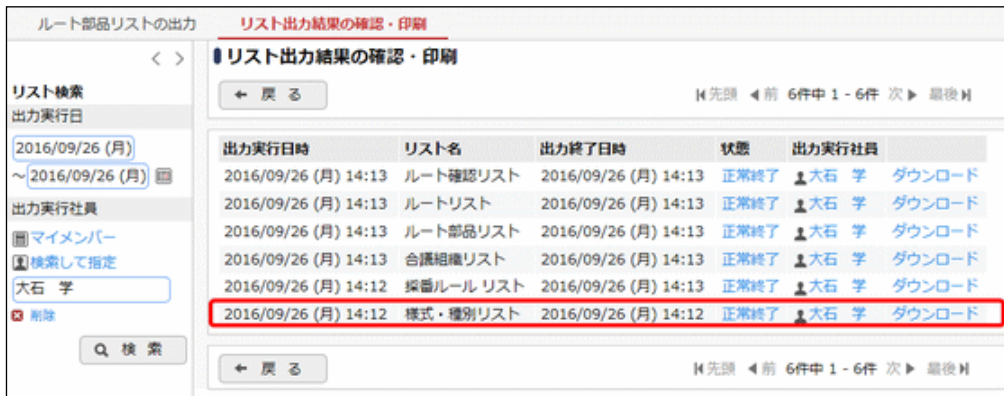 ルート部品リストの出力 リスト出力結果の確認・印刷
リスト検索
出力実行日
2016/09/26 (月)
～ 2016/09/26 (月)
出力実行社員
マイメンバー
検索して指定
大石 学
削除
検 索
リスト出力結果の確認・印刷
戻 る 先頭 前 6件中 1 - 6件 次 最後
出力実行日時 リスト名 出力終了日時 状態 出力実行社員
2016/09/26 (月) 14:13 ルート確認リスト 2016/09/26 (月) 14:13 正常終了 大石 学 ダウンロード
2016/09/26 (月) 14:13 ルートリスト 2016/09/26 (月) 14:13 正常終了 大石 学 ダウンロード
2016/09/26 (月) 14:13 ルート部品リスト 2016/09/26 (月) 14:13 正常終了 大石 学 ダウンロード
2016/09/26 (月) 14:13 合議組織リスト 2016/09/26 (月) 14:13 正常終了 大石 学 ダウンロード
2016/09/26 (月) 14:12 採番ルール リスト 2016/09/26 (月) 14:13 正常終了 大石 学 ダウンロード
2016/09/26 (月) 14:12 様式・種別リスト 2016/09/26 (月) 14:12 正常終了 大石 学 ダウンロード
戻 る 先頭 前 6件中 1 - 6件 次 最後